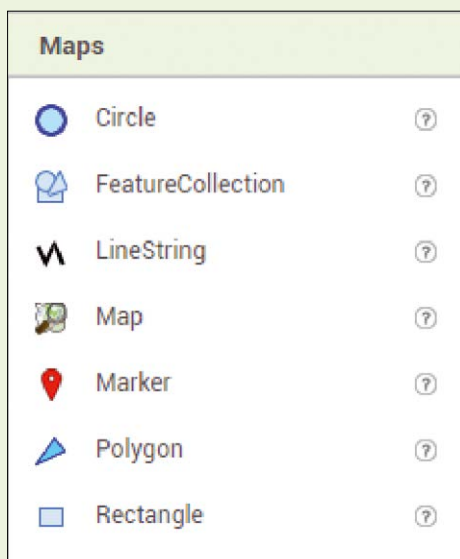 Maps
Circle ?
FeatureCollection ?
LineString ?
Map ?
Marker ?
Polygon ?
Rectangle ?